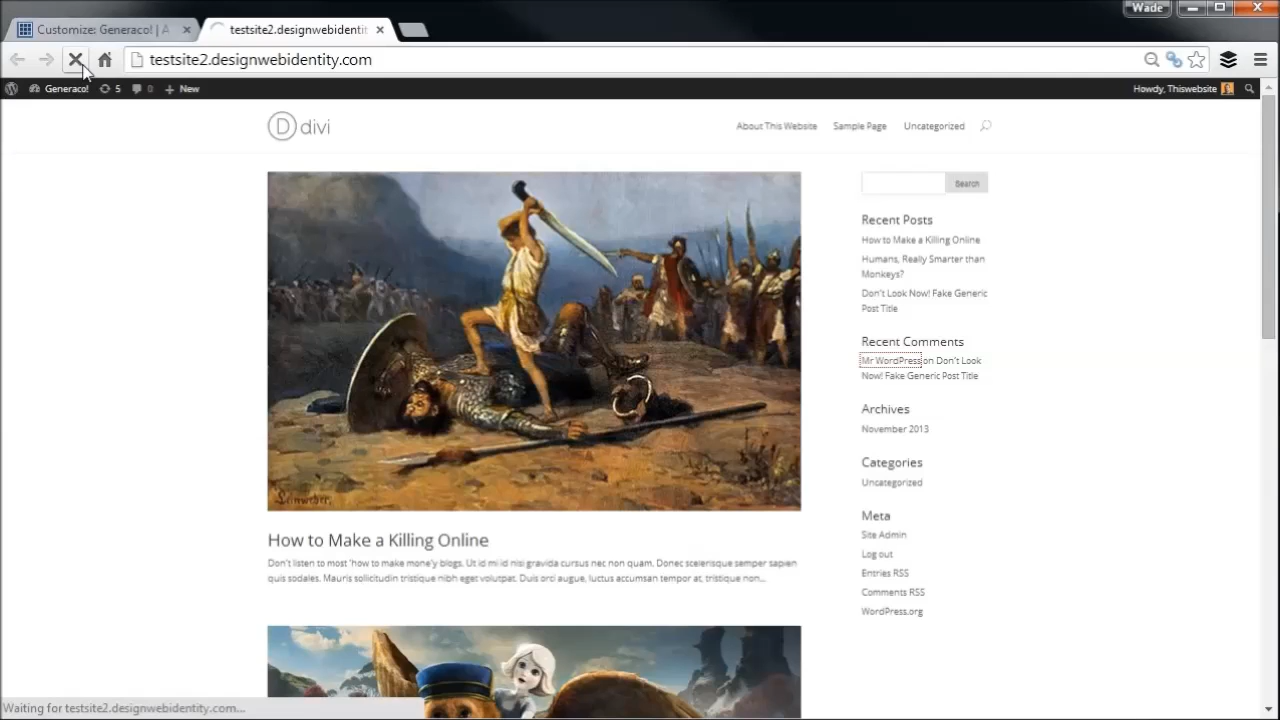 Wade
Customize: Generaco! | A
testsite2.designwebidentit
testsite2.designwebidentity.com
Generaco!
5
0
New
Howdy, Thiswebsite
D divi
About This Website
Sample Page
Uncategorized
Search
Recent Posts
How to Make a Killing Online
Humans, Really Smarter than
Monkeys?
Don't Look Now! Fake Generic
Post Title
Recent Comments
Mr WordPress on Don't Look
Now! Fake Generic Post Title
Archives
November 2013
Categories
Uncategorized
Meta
Site Admin
Log out
Entries RSS
Comments RSS
WordPress.org
How to Make a Killing Online
Don't listen to most 'how to make mone'y blogs. Ut id mi id nisi gravida cursus nec non quam. Donec scelerisque semper sapien
quis sodales. Mauris sollicitudin tristique nibh eget volutpat. Duis orci augue, luctus accumsan tempor at, tristique non...
Waiting for testsite2.designwebidentity.com...